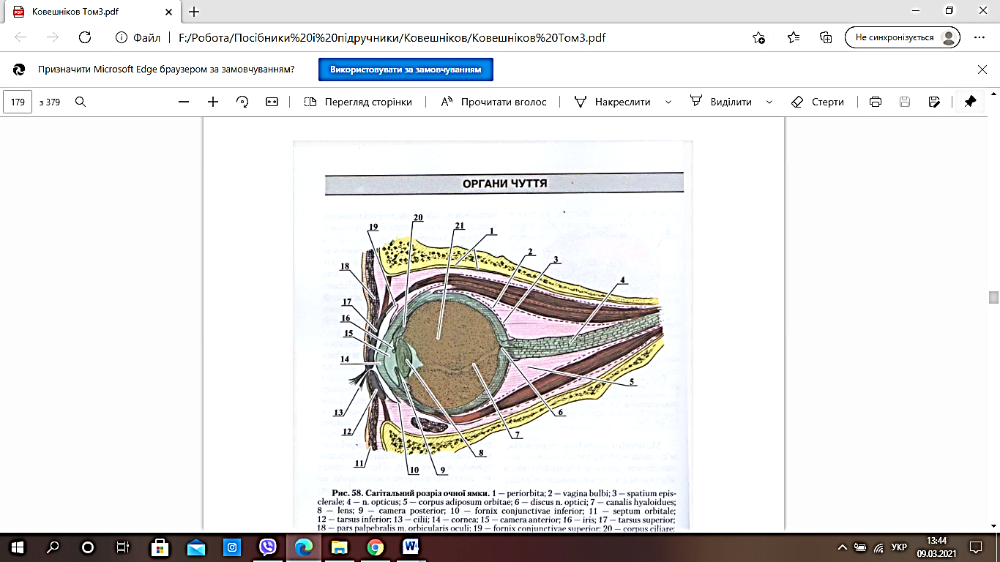 Ковешніков Том3.pdf
Файл
F:/Робота/Посібники%20і%20підручники/Ковешніков/Ковешніков%20Том3.pdf
Не синхронізується
Призначити Microsoft Edge браузером за замовчуванням?
Використовувати за замовчуванням
179 з 379
Перегляд сторінки
Прочитати вголос
Накреслити
Виділити
Стерти
ОРГАНИ ЧУТТЯ
20
19
21
1
2
3
18
4
17
16
15
14
5
13
6
12
7
8
11
10
9
Рис. 58. Сагітальний розріз очної ямки. 1 — periorbita; 2 — vagina bulbi; 3 — spatium epis-
clerale; 4 — n. opticus; 5 — corpus adiposum orbitae; 6 — discus n. optici; 7 — canalis hyaloidues;
8 — lens; 9 — camera posterior; 10 — fornix conjunctivae inferior; 11 — septum orbitale;
12 — tarsus inferior; 13 — cilii; 14 — cornea; 15 — camera anterior; 16 — iris; 17 — tarsus superior;
18 — pars palpebralis m. orbicularis oculi; 19 — fornix conjunctivae superior; 20 — corpus ciliare;
УКР
13:44
09.03.2021